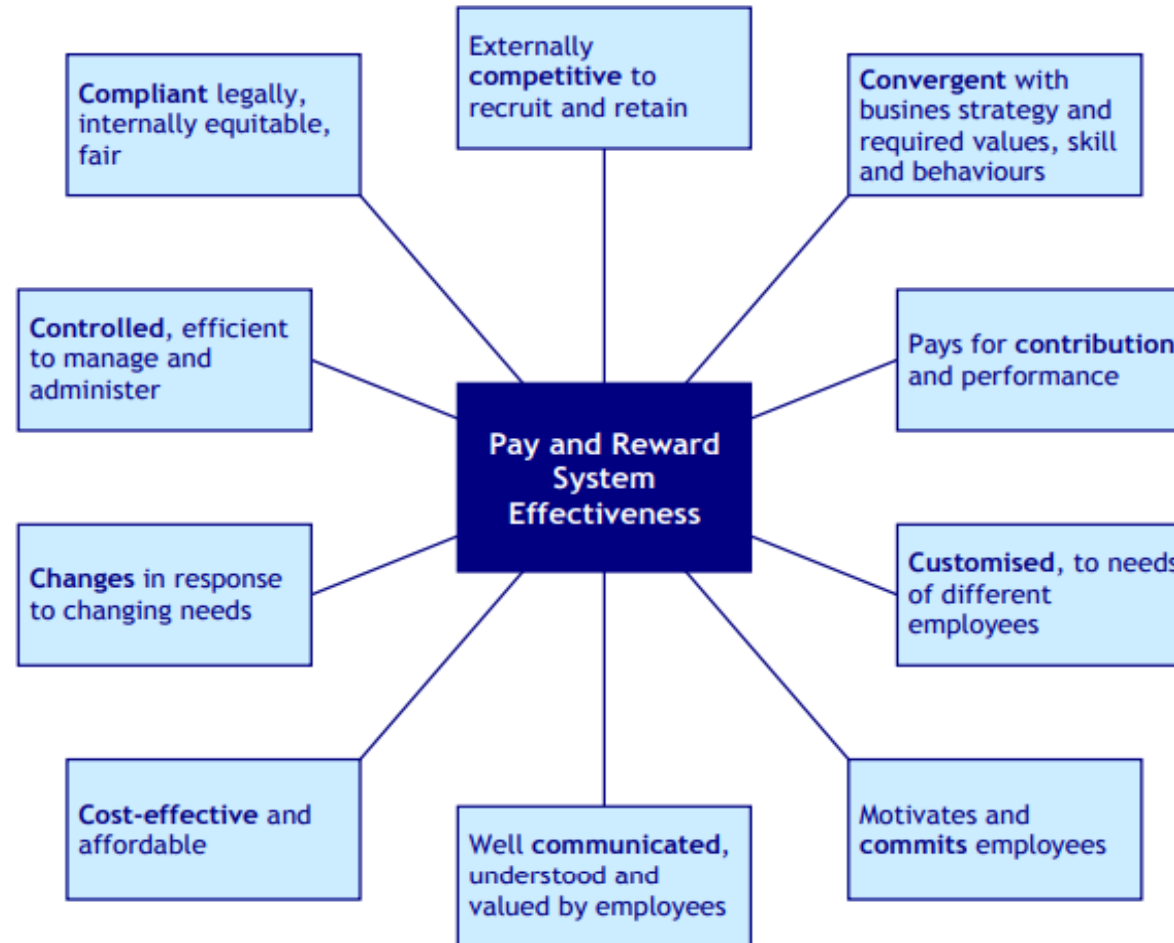 Externally
competitive to
recruit and retain
Compliant legally,
internally equitable,
fair
Convergent with
busines strategy and
required values, skill
and behaviours
Controlled, efficient
to manage and
administer
Pays for contribution
and performance
Pay and Reward
System
Effectiveness
Changes in response
to changing needs
Customised, to needs
of different
employees
Cost-effective and
affordable
Well communicated,
understood and
valued by employees
Motivates and
commits employees